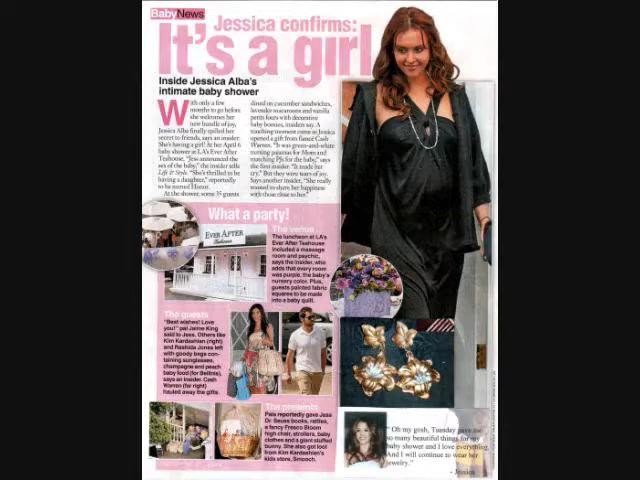 BabyNews
Jessica confirms:
It's a girl
Inside Jessica Alba's
intimate baby shower
With only a few
months to go before
she welcomes her
new bundle of joy,
Jessica Alba finally spilled her
secret to friends, says an insider:
She's having a girl! At her April 6
baby shower at LA's Ever After
Teahouse, "Jess announced the
sex of the baby," the insider tells
Life & Style. "She's thrilled to be
having a daughter," reportedly
to be named Honor.
At the shower, some 35 guests
dined on cucumber sandwiches,
lavender macaroons and vanilla
petits fours with decorative
baby booties, insiders say. A
touching moment came as Jessica
opened a gift from fiancé Cash
Warren. "It was green-and-white
nursing pajamas for Mom and
matching PJs for the baby," says
the first insider. "It made her
cry." But they were tears of joy.
Says another insider, "She really
wanted to share her happiness
with those close to her."
What a party!
EVER AFTER
Teahouse
The venue
The luncheon at LA's
Ever After Teahouse
included a massage
room and psychic,
says the insider, who
adds that every room
was purple, the baby's
nursery color. Plus,
guests painted fabric
squares to be made
into a baby quilt.
The guests
"Best wishes! Love
you!" pal Jaime King
said to Jess. Others like
Kim Kardashian (right)
and Rashida Jones left
with goody bags con-
taining sunglasses,
champagne and peach
baby food (for Bellinis),
says an insider. Cash
Warren (far right)
hauled away the gifts.
The presents
Pals reportedly gave Jess
Dr. Seuss books, rattles,
a fancy Fresco Bloom
high chair, strollers, baby
clothes and a giant stuffed
bunny. She also got loot
from Kim Kardashian's
kids store, Smooch.
"Oh my gosh, Tuesday gave me
so many beautiful things for my
baby shower and I love everything.
And I will continue to wear her
jewelry."
- Jessica